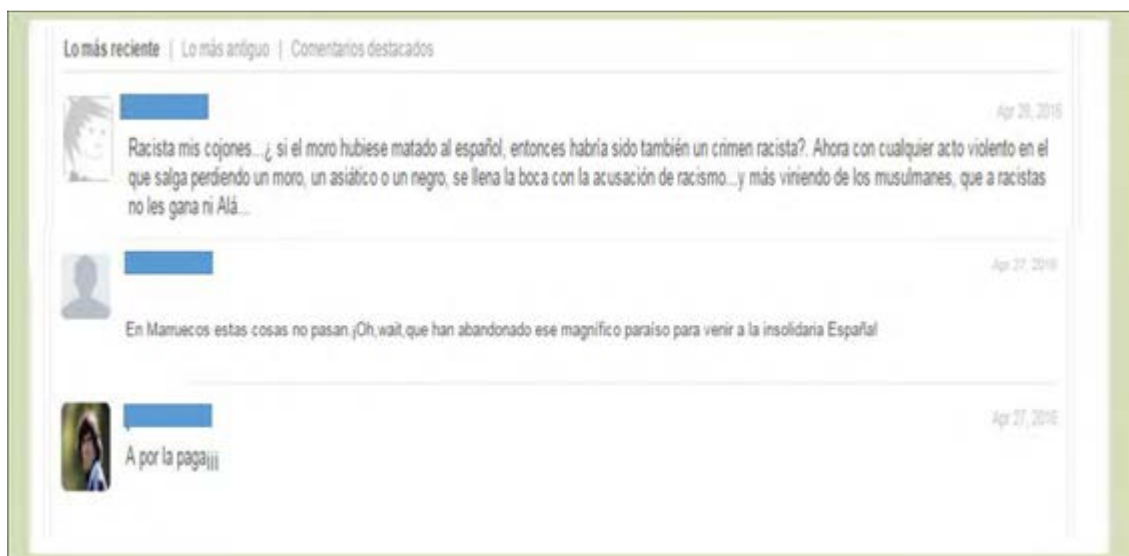 Lo más reciente | Lo más antiguo | Comentarios destacados
Apr 28, 2016
Racista mis cojones...¿ si el moro hubiese matado al español, entonces habría sido también un crimen racista?. Ahora con cualquier acto violento en el
que salga perdiendo un moro, un asiático o un negro, se llena la boca con la acusación de racismo...y más viniendo de los musulmanes, que a racistas
no les gana ni Alá...
Apr 27, 2016
En Marruecos estas cosas no pasan.¡Oh,wait,que han abandonado ese magnífico paraíso para venir a la insolidaria España!
Apr 27, 2016
A por la paga¡¡¡